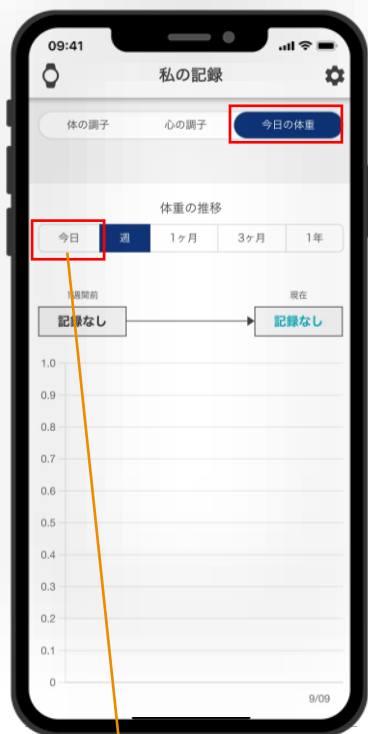 09:41
私の記録
体の調子 心の調子 今日の体重
体重の推移
今日 週 1ヶ月 3ヶ月 1年
1週間前 現在
記録なし 記録なし
1.0
0.9
0.8
0.7
0.6
0.5
0.4
0.3
0.2
0.1
0
9/09